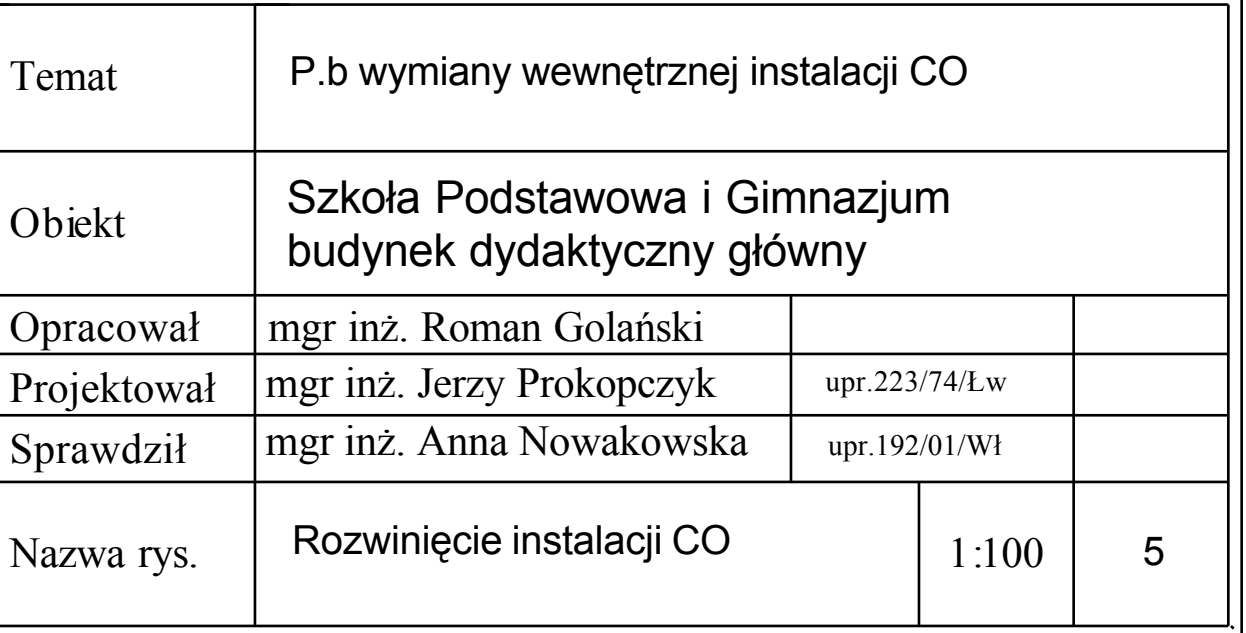 Temat
P.b wymiany wewnętrznej instalacji CO
Obiekt
Szkoła Podstawowa i Gimnazjum
budynek dydaktyczny główny
Opracował mgr inż. Roman Golański
Projektował mgr inż. Jerzy Prokopczyk upr.223/74/Łw
Sprawdził mgr inż. Anna Nowakowska upr.192/01/Wł
Nazwa rys. Rozwinięcie instalacji CO 1:100 5